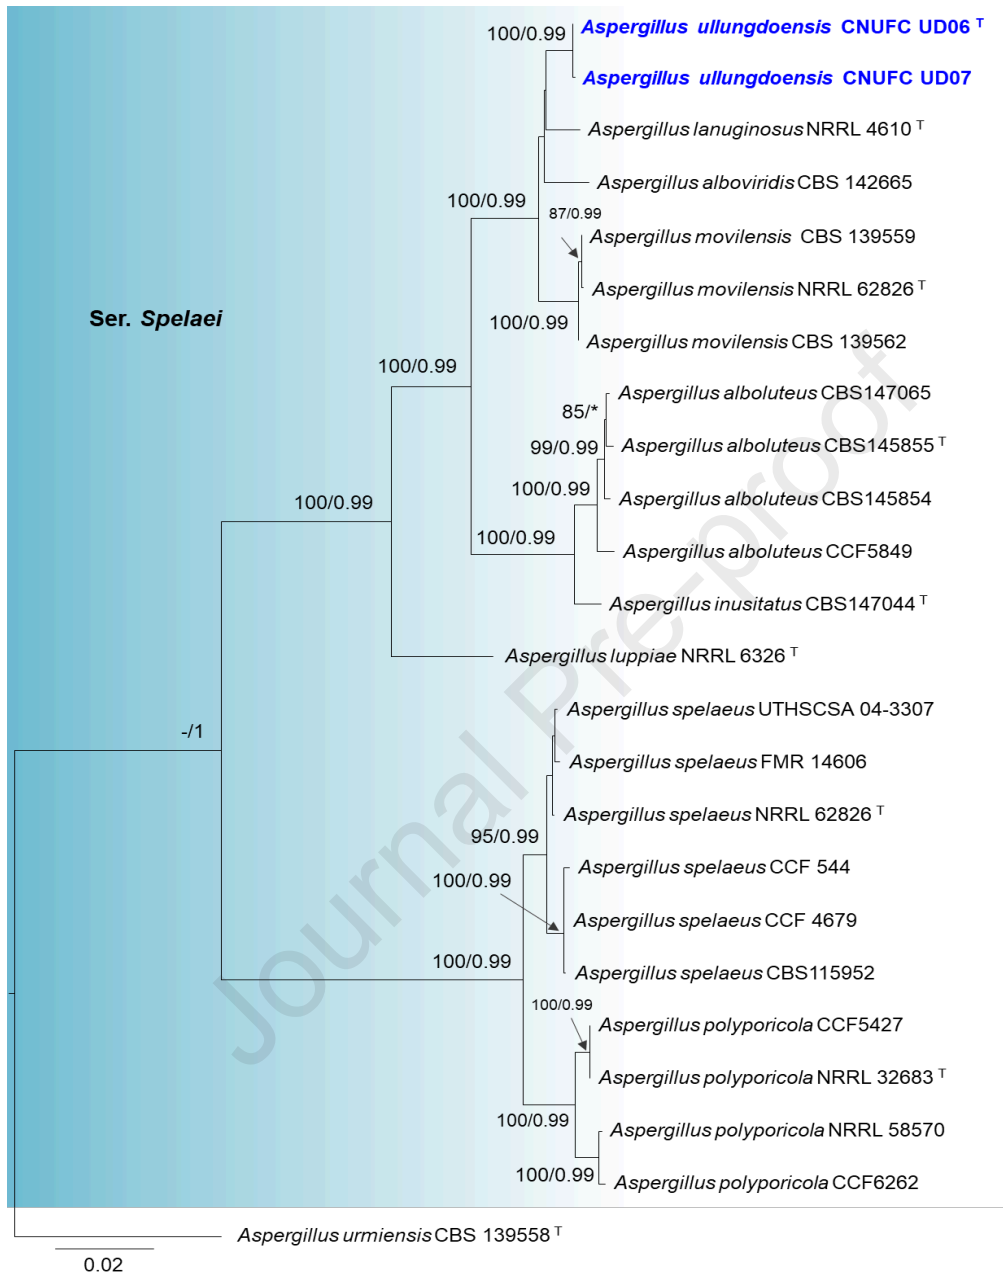 100/0.99
Aspergillus ullungdoensis CNUFC UD06 T
Aspergillus ullungdoensis CNUFC UD07
Aspergillus lanuginosus NRRL 4610 T
Aspergillus alboviridis CBS 142665
100/0.99
87/0.99
Aspergillus movilensis CBS 139559
Aspergillus movilensis NRRL 62826 T
Ser. Spelaei
100/0.99
Aspergillus movilensis CBS 139562
100/0.99
Aspergillus alboluteus CBS147065
85/*
Aspergillus alboluteus CBS145855 T
99/0.99
100/0.99
Aspergillus alboluteus CBS145854
100/0.99
100/0.99
Aspergillus alboluteus CCF5849
Aspergillus inusitatus CBS147044 T
Aspergillus luppiae NRRL 6326 T
Aspergillus spelaeus UTHSCSA 04-3307
-/1
Aspergillus spelaeus FMR 14606
Aspergillus spelaeus NRRL 62826 T
95/0.99
Aspergillus spelaeus CCF 544
100/0.99
Aspergillus spelaeus CCF 4679
100/0.99
Aspergillus spelaeus CBS115952
100/0.99
Aspergillus polyporicola CCF5427
Aspergillus polyporicola NRRL 32683 T
100/0.99
Aspergillus polyporicola NRRL 58570
100/0.99
Aspergillus polyporicola CCF6262
Aspergillus urmiensis CBS 139558 T
0.02
Journal Pre-proof